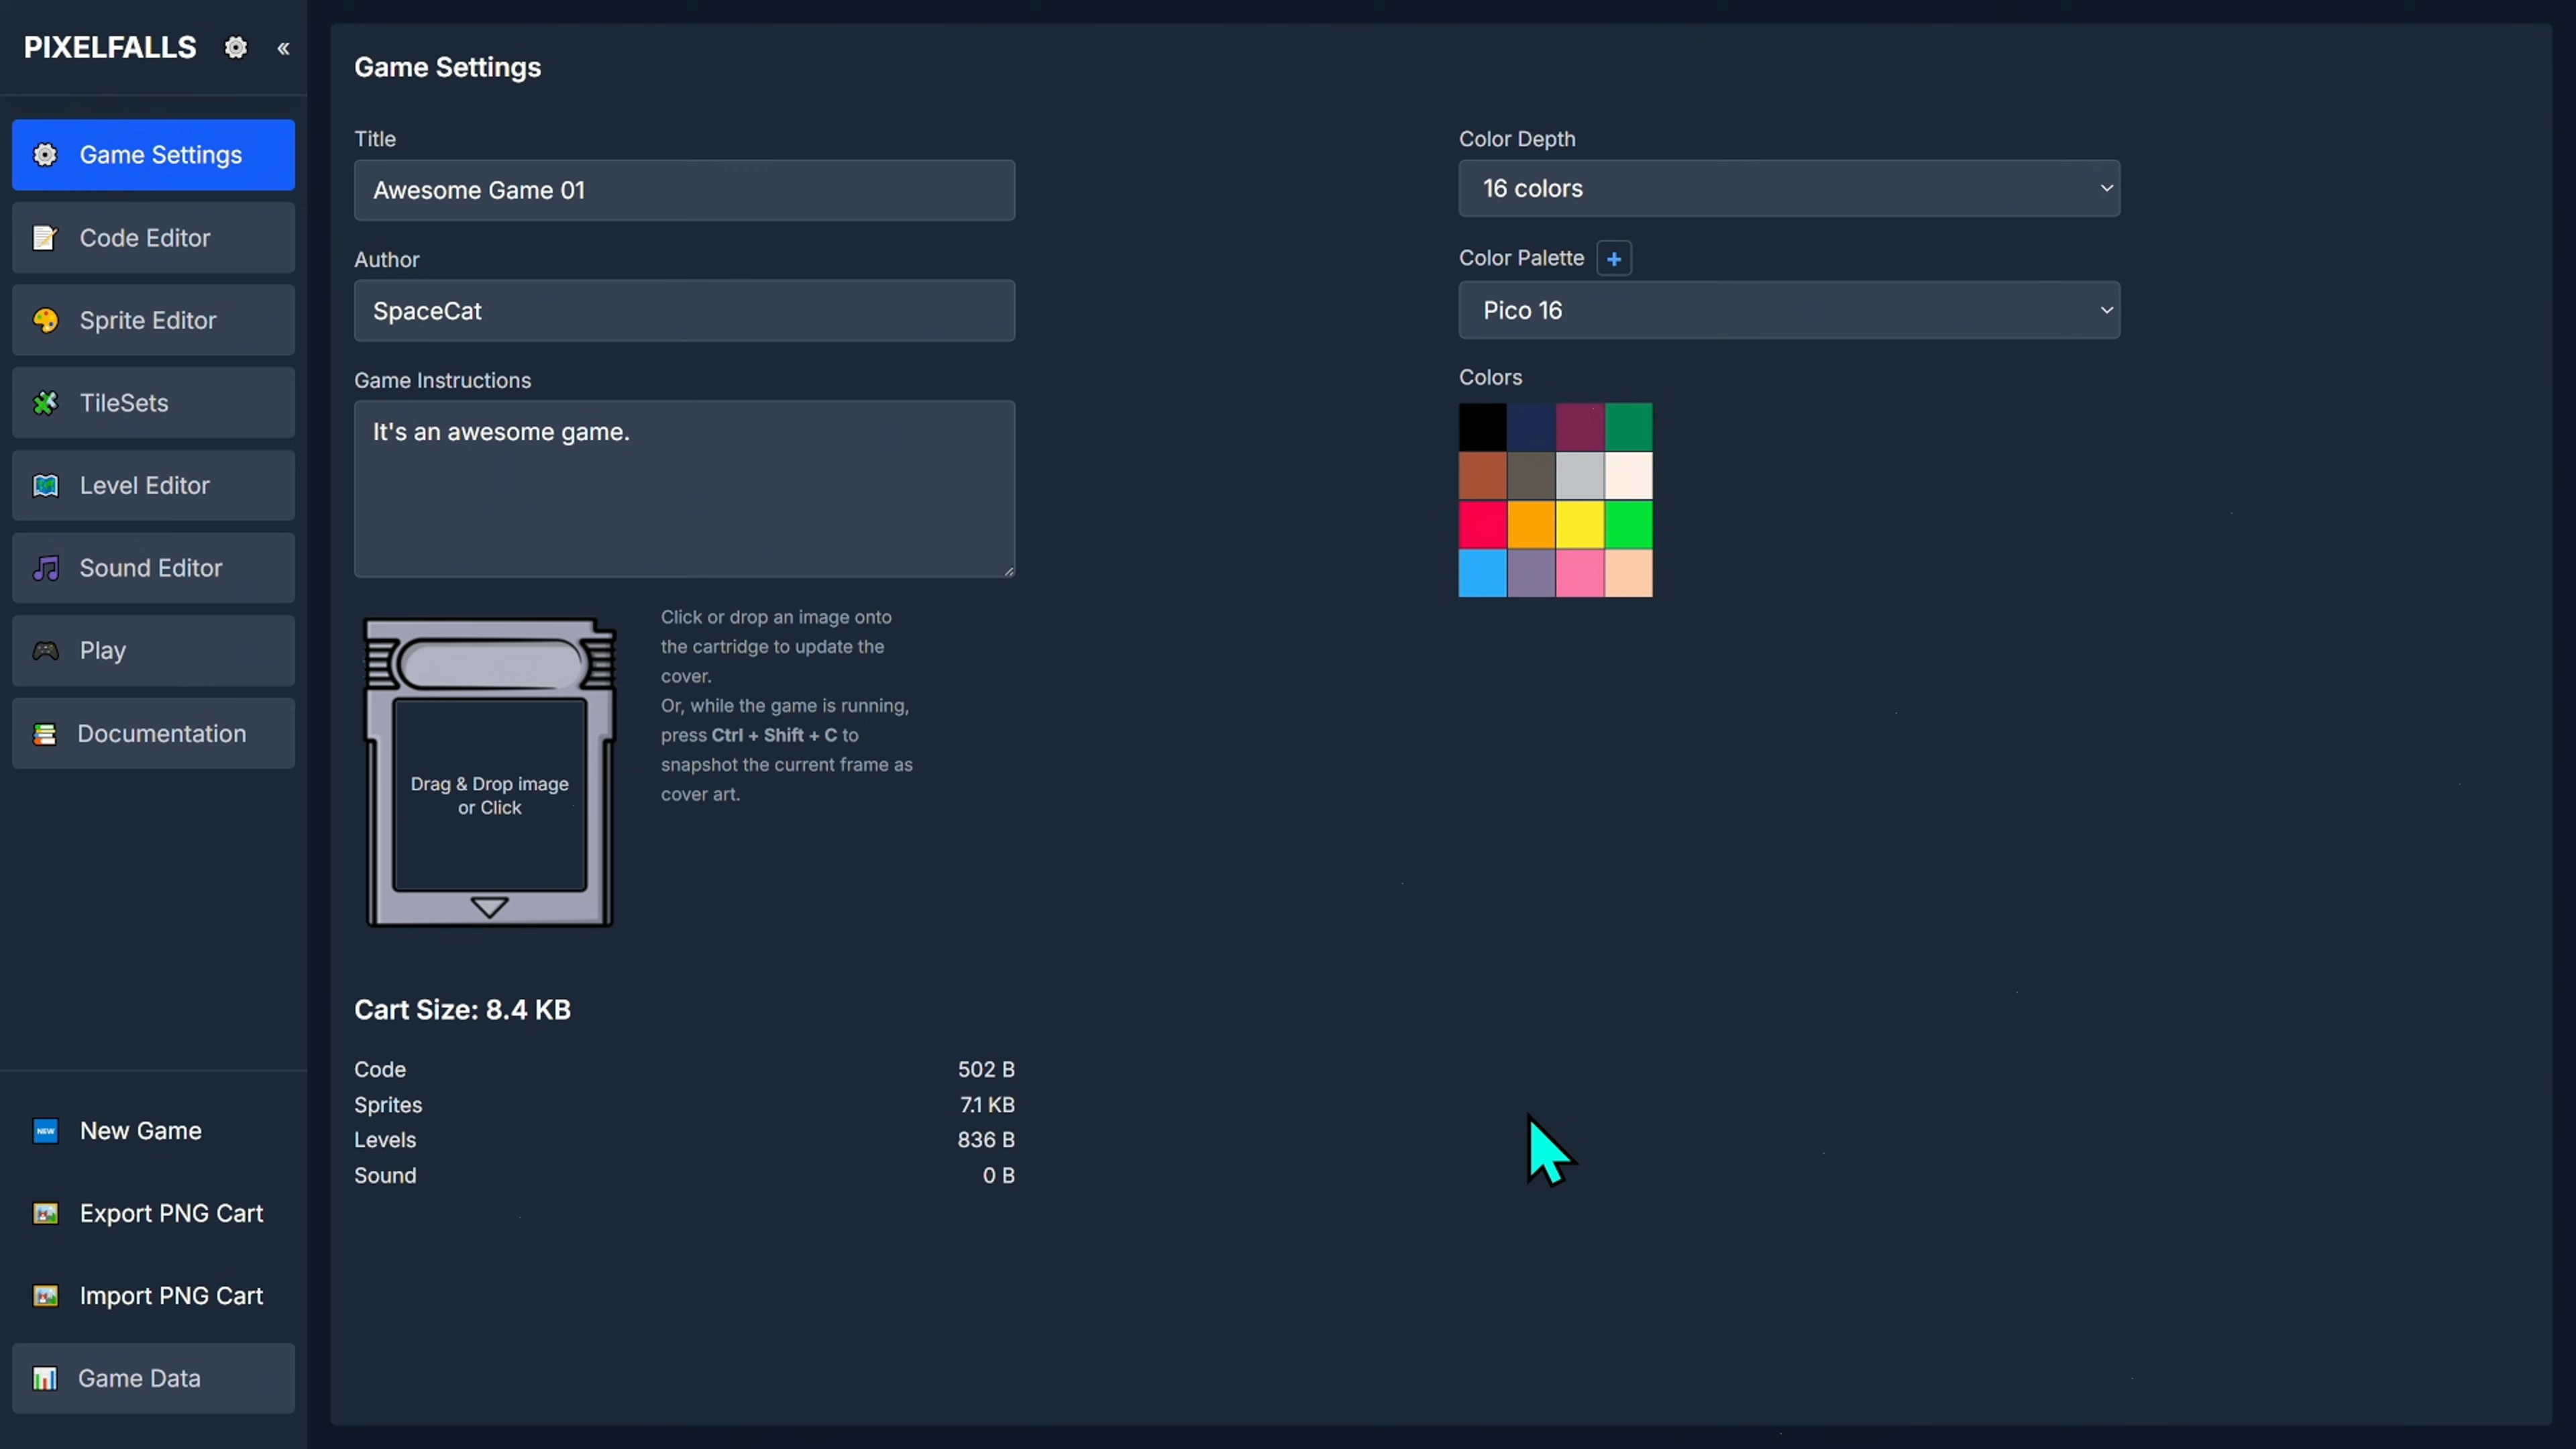 PIXELFALLS
«
Game Settings
Code Editor
Sprite Editor
TileSets
Level Editor
Sound Editor
Play
Documentation
NEW
New Game
Export PNG Cart
Import PNG Cart
Game Data
Game Settings
Title
Awesome Game 01
Author
SpaceCat
Game Instructions
It's an awesome game.
Drag & Drop image
or Click
Click or drop an image onto
the cartridge to update the
cover.
Or, while the game is running,
press Ctrl + Shift + C to
snapshot the current frame as
cover art.
Cart Size: 8.4 KB
Code 502 B
Sprites 7.1 KB
Levels 836 B
Sound 0 B
Color Depth
16 colors
Color Palette +
Pico 16
Colors